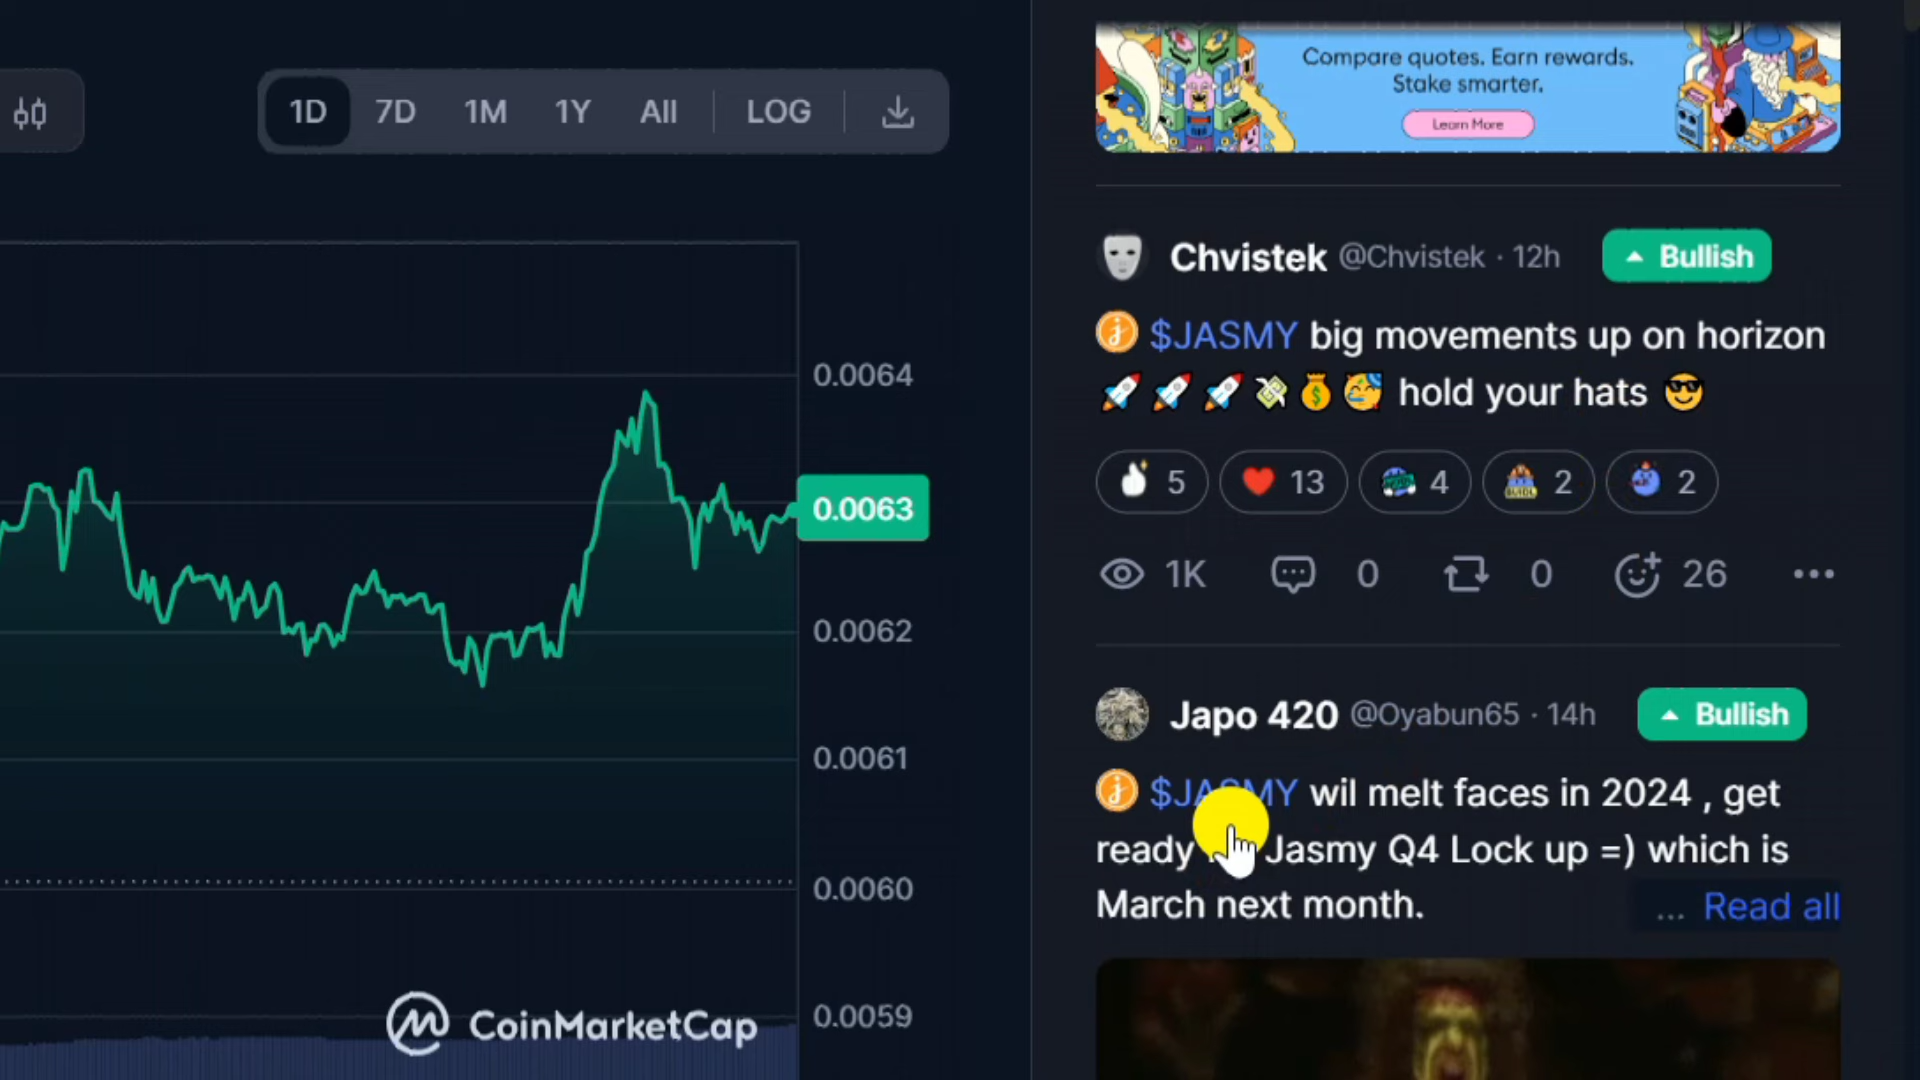 1D 7D 1M 1Y All LOG
0.0064
0.0063
0.0062
0.0061
0.0060
0.0059
CoinMarketCap
Compare quotes. Earn rewards.
Stake smarter.
Learn More
Chvistek @Chvistek · 12h Bullish
$JASMY big movements up on horizon
🚀🚀🚀💸💰🥳 hold your hats 😎
5 13 4 2 2
1K 0 0 26
Japo 420 @Oyabun65 · 14h Bullish
$JASMY wil melt faces in 2024 , get
ready Jasmy Q4 Lock up =) which is
March next month. ... Read all